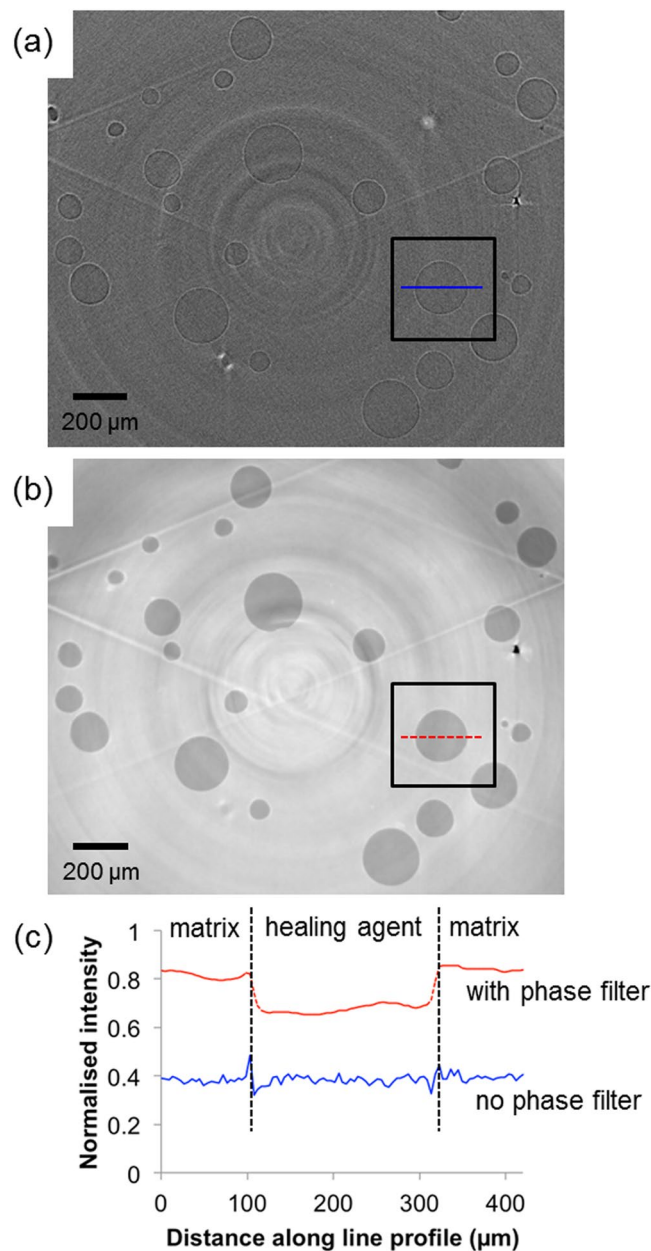 (a)
200 µm
(b)
200 µm
(c)
matrix healing agent matrix
with phase filter
no phase filter
Normalised intensity
1
0.8
0.6
0.4
0.2
0
0 100 200 300 400
Distance along line profile (µm)